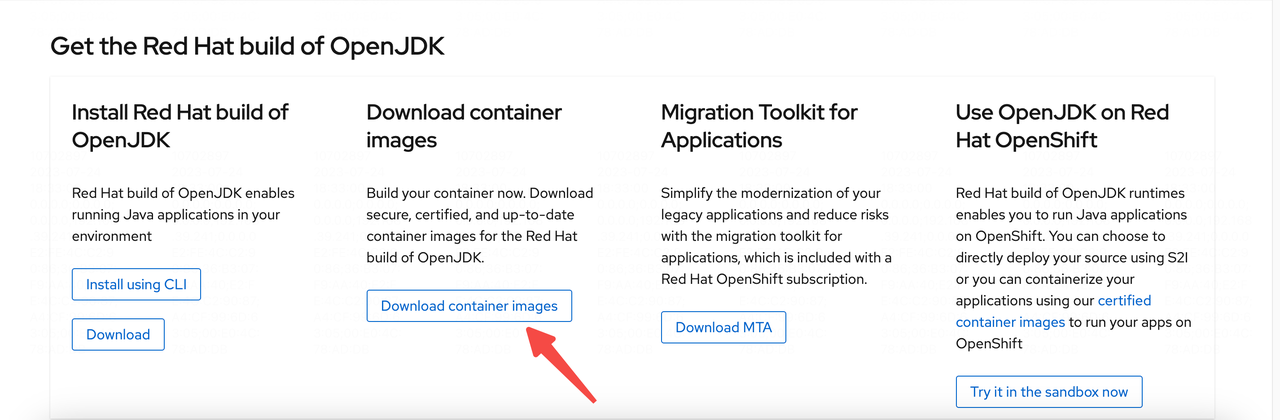 Get the Red Hat build of OpenJDK
Install Red Hat build of
OpenJDK
Red Hat build of OpenJDK enables
running Java applications in your
environment
Install using CLI
Download
Download container
images
Build your container now. Download
secure, certified, and up-to-date
container images for the Red Hat
build of OpenJDK.
Download container images
Migration Toolkit for
Applications
Simplify the modernization of your
legacy applications and reduce risks
with the migration toolkit for
applications, which is included with a
Red Hat OpenShift subscription.
Download MTA
Use OpenJDK on Red
Hat OpenShift
Red Hat build of OpenJDK runtimes
enables you to run Java applications
on OpenShift. You can choose to
directly deploy your source using S2I
or you can containerize your
applications using our certified
container images to run your apps on
OpenShift
Try it in the sandbox now